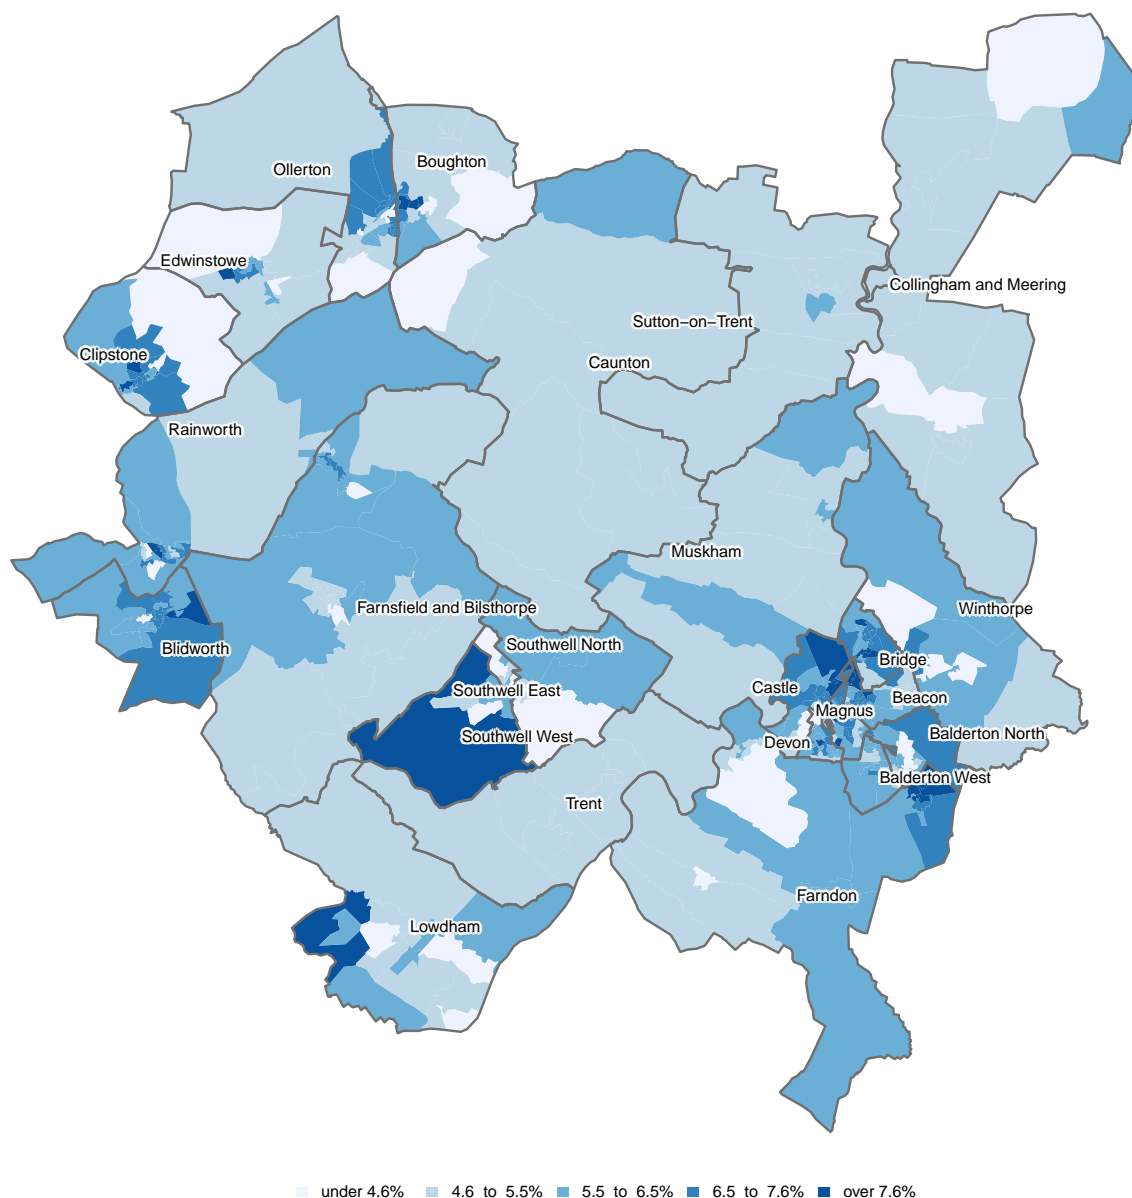 Ollerton
Boughton
Edwinstowe
Collingham and Meering
Sutton−on−Trent
Clipstone
Caunton
Rainworth
Muskham
Farnsfield and Bilsthorpe
Winthorpe
Blidworth
Southwell North
Bridge
Southwell East
Castle
Beacon
Magnus
Southwell West
Devon
Balderton North
Balderton West
Trent
Farndon
Lowdham
under 4.6% 4.6 to 5.5% 5.5 to 6.5% 6.5 to 7.6% over 7.6%